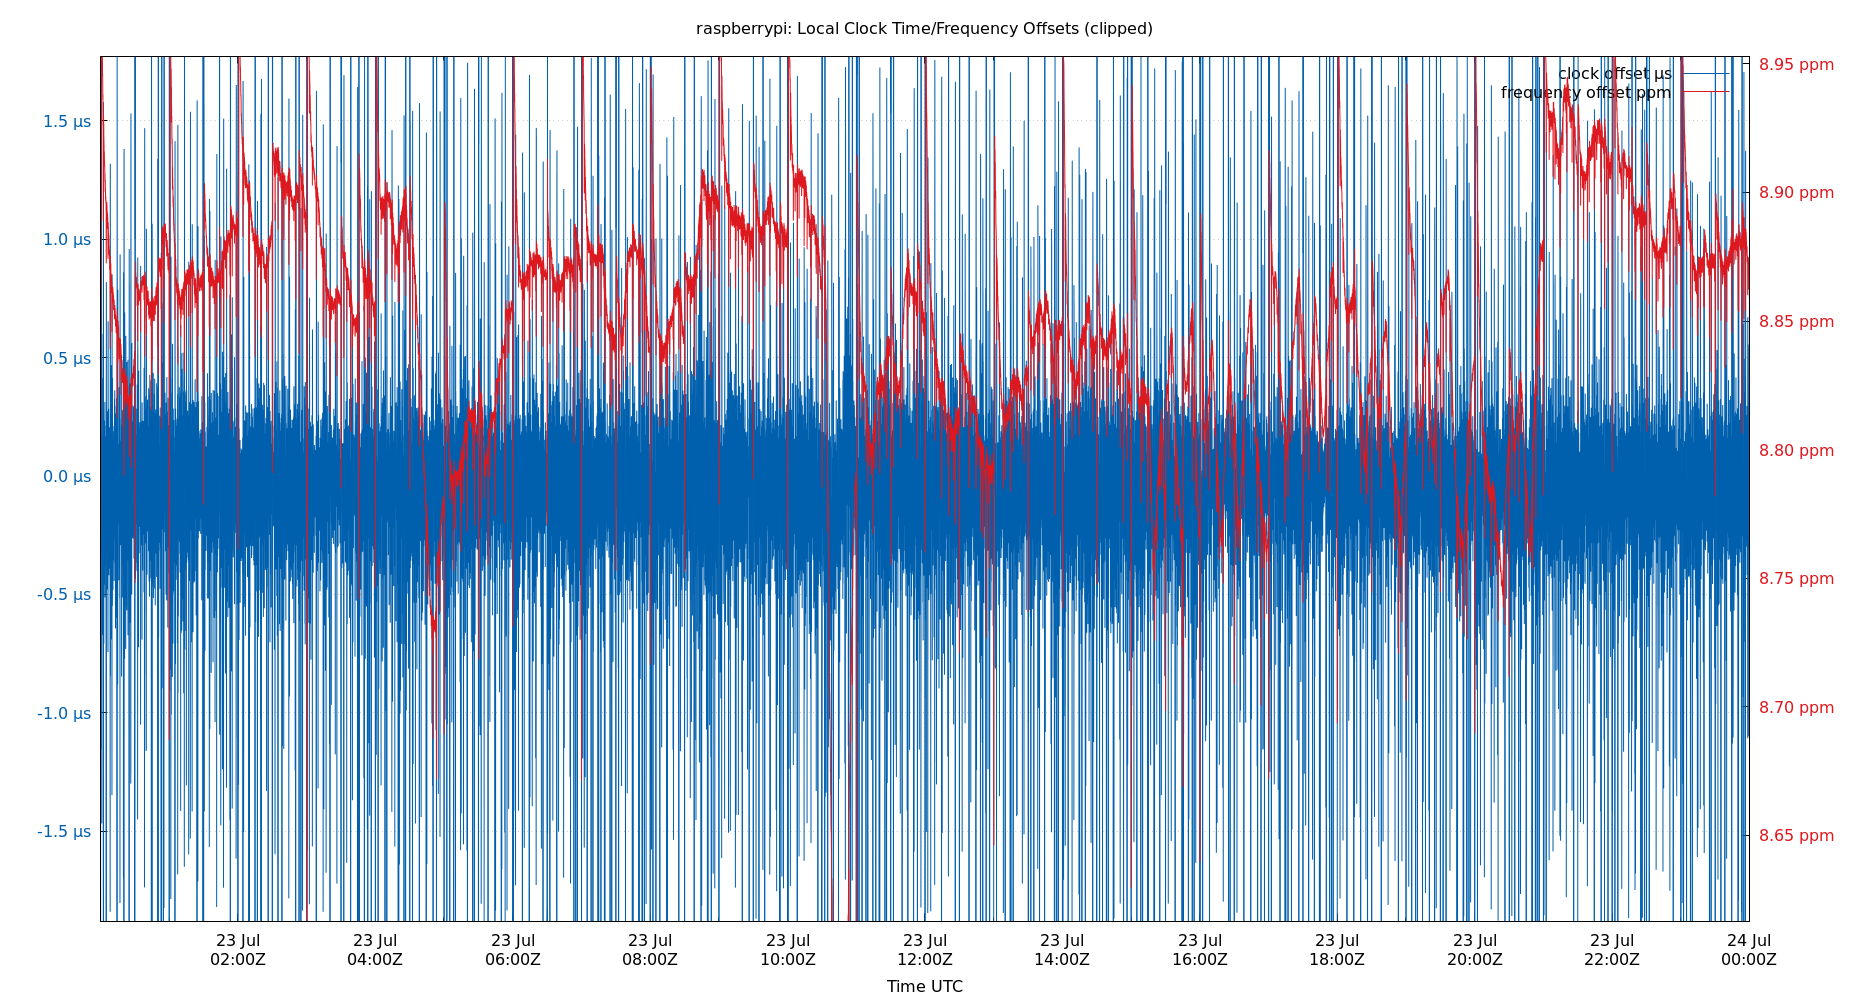 raspberrypi: Local Clock Time/Frequency Offsets (clipped)
clock offset µs
frequency offset ppm
1.5 µs
1.0 µs
0.5 µs
0.0 µs
-0.5 µs
-1.0 µs
-1.5 µs
8.95 ppm
8.90 ppm
8.85 ppm
8.80 ppm
8.75 ppm
8.70 ppm
8.65 ppm
23 Jul 23 Jul 23 Jul 23 Jul 23 Jul 23 Jul 23 Jul 23 Jul 23 Jul 23 Jul 23 Jul 24 Jul
02:00Z 04:00Z 06:00Z 08:00Z 10:00Z 12:00Z 14:00Z 16:00Z 18:00Z 20:00Z 22:00Z 00:00Z
Time UTC